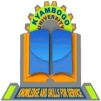 KYAMBOGO
UNIVERSITY
KNOWLEDGE AND SKILLS FOR SERVICE